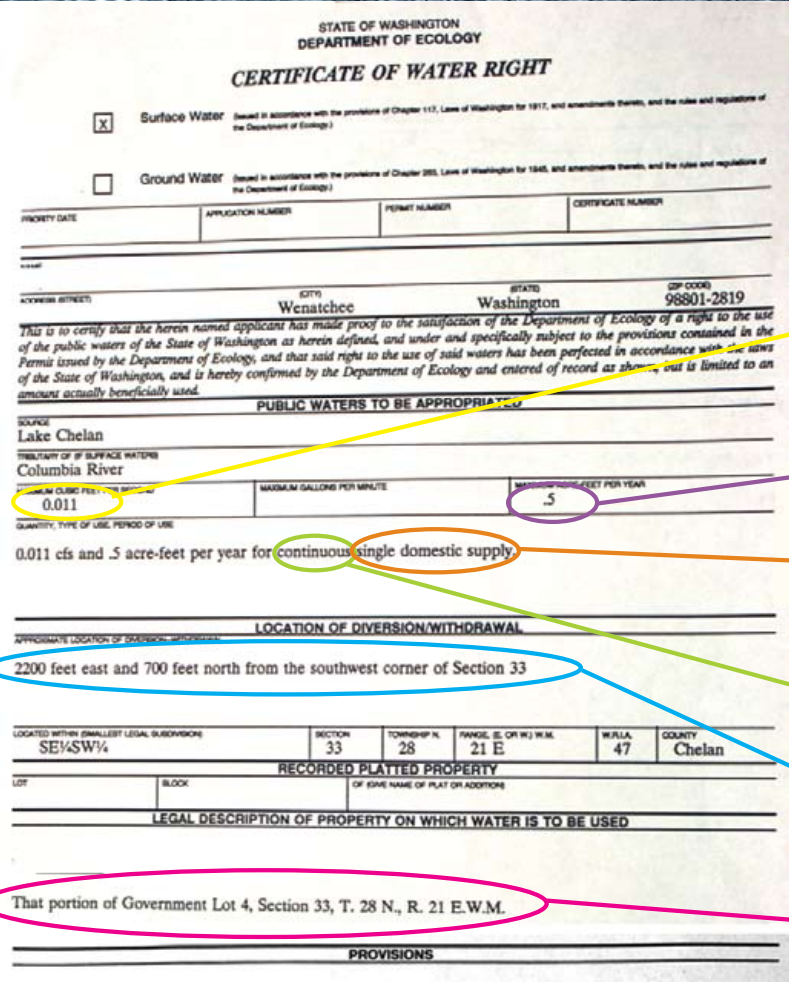 STATE OF WASHINGTON
DEPARTMENT OF ECOLOGY
CERTIFICATE OF WATER RIGHT
X Surface Water (Issued in accordance with the provisions of Chapter 117, Laws of Washington for 1917, and amendments thereto, and the rules and regulations of
the Department of Ecology.)
Ground Water (Issued in accordance with the provisions of Chapter 263, Laws of Washington for 1945, and amendments thereto, and the rules and regulations of
the Department of Ecology.)
PRIORITY DATE APPLICATION NUMBER PERMIT NUMBER CERTIFICATE NUMBER
NAME
ADDRESS (STREET) (CITY) (STATE) (ZIP CODE)
Wenatchee Washington 98801-2819
This is to certify that the herein named applicant has made proof to the satisfaction of the Department of Ecology of a right to the use
of the public waters of the State of Washington as herein defined, and under and specifically subject to the provisions contained in the
Permit issued by the Department of Ecology, and that said right to the use of said waters has been perfected in accordance with the laws
of the State of Washington, and is hereby confirmed by the Department of Ecology and entered of record as shown, but is limited to an
amount actually beneficially used.
PUBLIC WATERS TO BE APPROPRIATED
SOURCE
Lake Chelan
TRIBUTARY OF (IF SURFACE WATERS)
Columbia River
MAXIMUM CUBIC FEET PER SECOND MAXIMUM GALLONS PER MINUTE MAXIMUM ACRE-FEET PER YEAR
0.011 .5
QUANTITY, TYPE OF USE, PERIOD OF USE
0.011 cfs and .5 acre-feet per year for continuous single domestic supply.
LOCATION OF DIVERSION/WITHDRAWAL
APPROXIMATE LOCATION OF DIVERSION--WITHDRAWAL
2200 feet east and 700 feet north from the southwest corner of Section 33
LOCATED WITHIN (SMALLEST LEGAL SUBDIVISION) SECTION TOWNSHIP N. RANGE, (E. OR W.) W.M. W.R.I.A. COUNTY
SE¼SW¼ 33 28 21 E 47 Chelan
RECORDED PLATTED PROPERTY
LOT BLOCK OF (GIVE NAME OF PLAT OR ADDITION)
LEGAL DESCRIPTION OF PROPERTY ON WHICH WATER IS TO BE USED
That portion of Government Lot 4, Section 33, T. 28 N., R. 21 E.W.M.
PROVISIONS